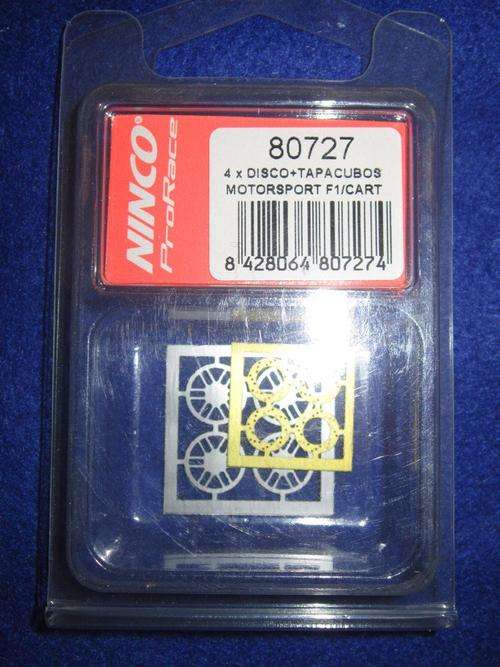 NINCO®
ProRace
80727
4 x DISCO+TAPACUBOS
MOTORSPORT F1/CART
8 428064 807274